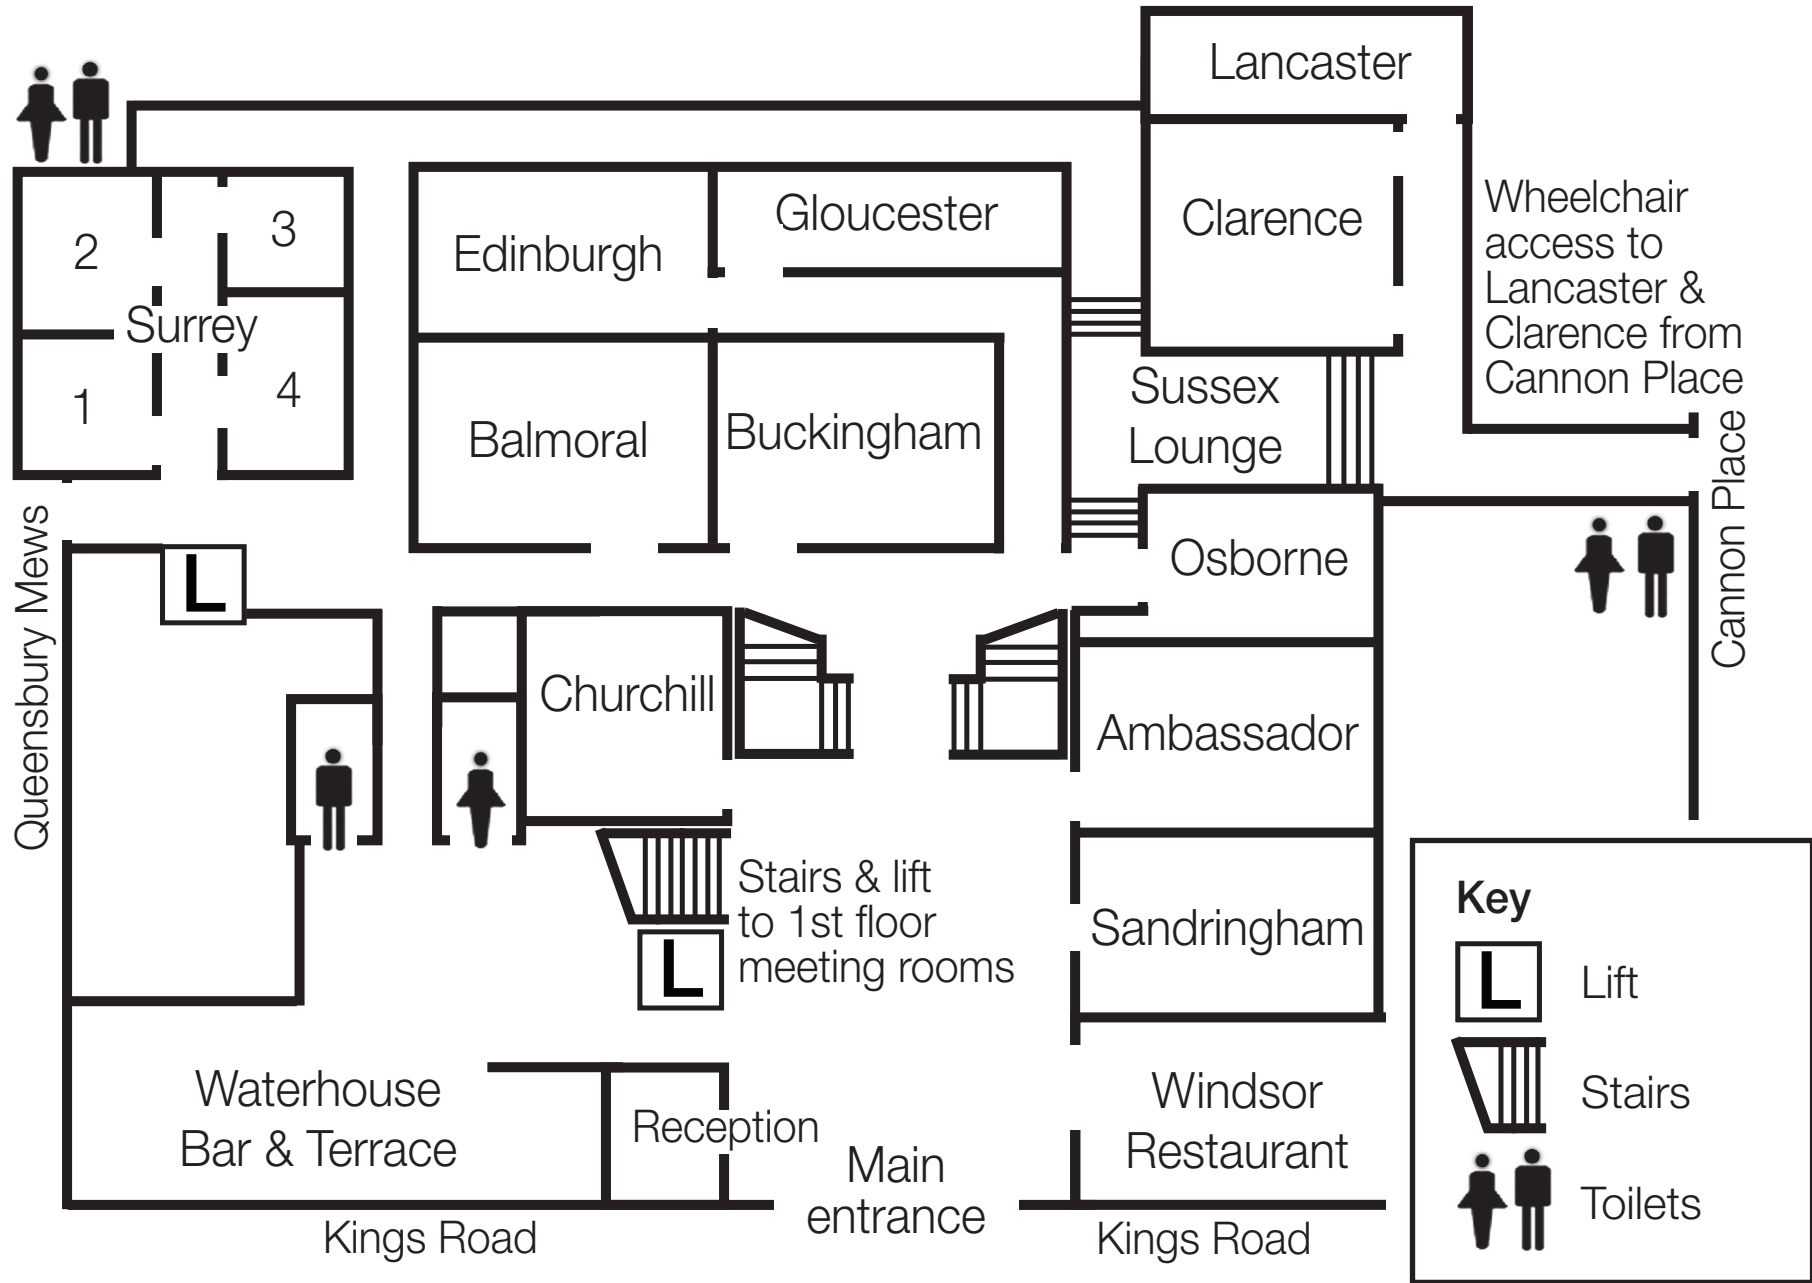 Lancaster
Wheelchair
access to
Lancaster &
Clarence from
Cannon Place
Clarence
Gloucester
Edinburgh
2
3
Surrey
1
4
Sussex
Lounge
Balmoral
Buckingham
Cannon Place
Queensbury Mews
L
Osborne
Churchill
Ambassador
Stairs & lift
to 1st floor
meeting rooms
L
Sandringham
Waterhouse
Bar & Terrace
Reception
Main
entrance
Windsor
Restaurant
Kings Road
Kings Road
Key
L
Lift
Stairs
Toilets